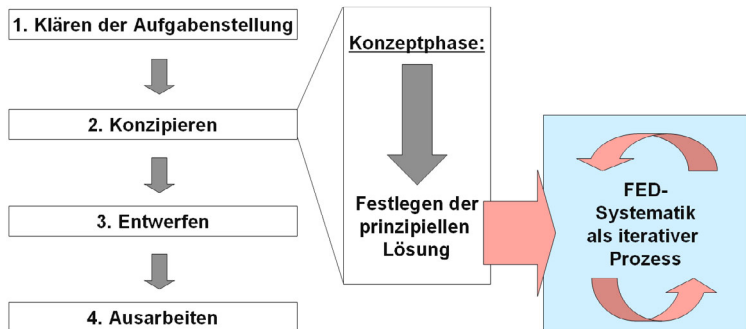 1. Klären der Aufgabenstellung
2. Konzipieren
3. Entwerfen
4. Ausarbeiten
Konzeptphase:
Festlegen der
prinzipiellen
Lösung
FED-
Systematik
als iterativer
Prozess